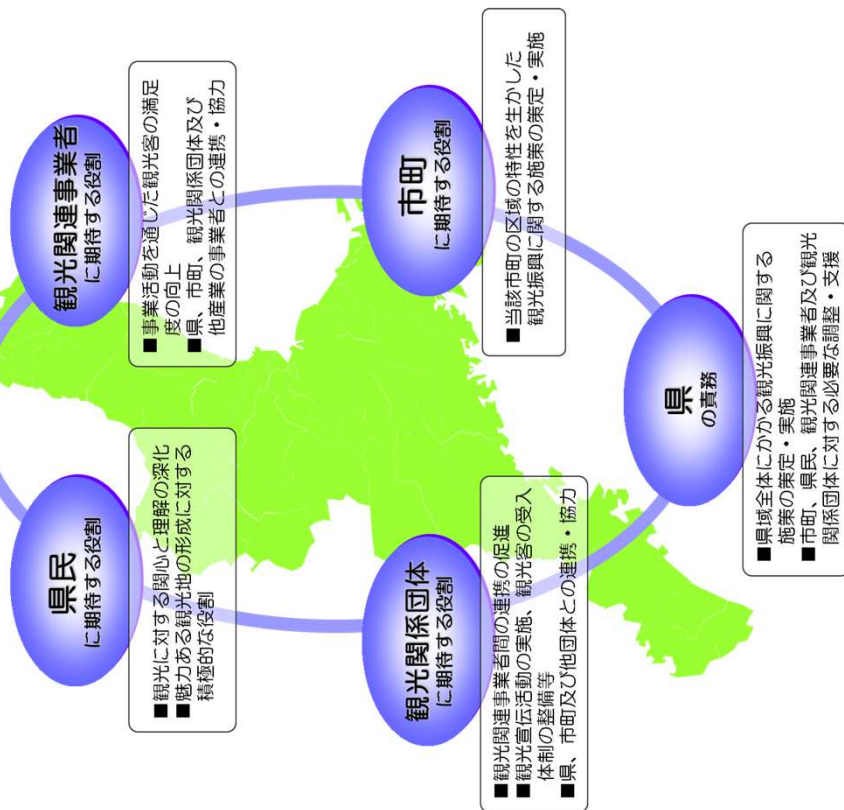 県民
に期待する役割
■観光に対する関心と理解の深化
■魅力ある観光地の形成に対する
積極的な役割
観光関連事業者
に期待する役割
■事業活動を通じた観光客の満足
度の向上
■県、市町、観光関係団体及び
他産業の事業者との連携・協力
観光関係団体
に期待する役割
■観光関連事業者間の連携の促進
■観光宣伝活動の実施、観光客の受入
体制の整備等
■県、市町及び他団体との連携・協力
市町
に期待する役割
■当該市町の区域の特性を生かした
観光振興に関する施策の策定・実施
県
の責務
■県域全体にかかる観光振興に関する
施策の策定・実施
■市町、県民、観光関連事業者及び観光
関係団体に対する必要な調整・支援